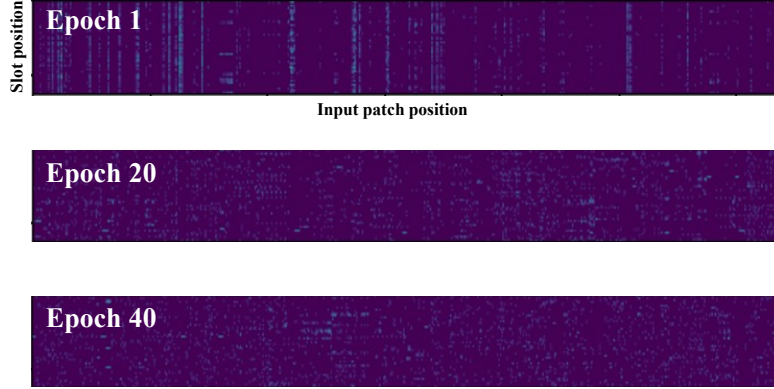 Slot position
Epoch 1
Input patch position
Epoch 20
Epoch 40